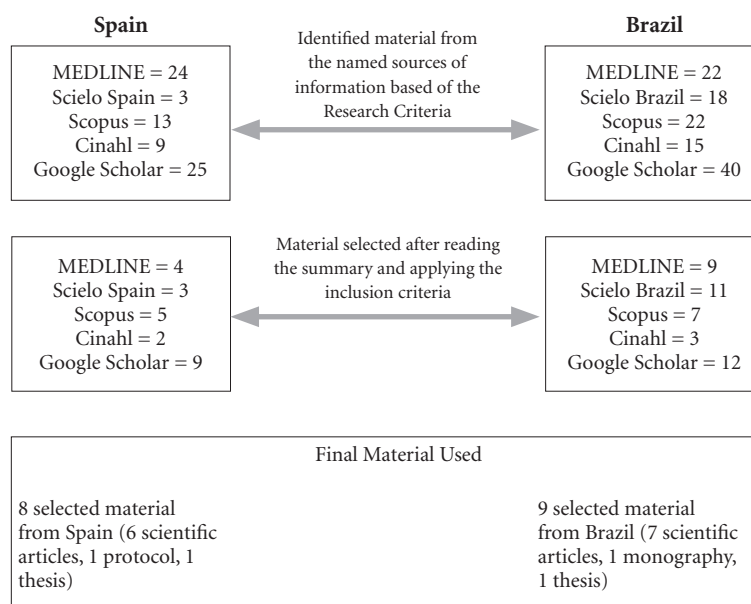 Spain
MEDLINE = 24
Scielo Spain = 3
Scopus = 13
Cinahl = 9
Google Scholar = 25
Identified material from
the named sources of
information based of the
Research Criteria
Brazil
MEDLINE = 22
Scielo Brazil = 18
Scopus = 22
Cinahl = 15
Google Scholar = 40
MEDLINE = 4
Scielo Spain = 3
Scopus = 5
Cinahl = 2
Google Scholar = 9
Material selected after reading
the summary and applying the
inclusion criteria
MEDLINE = 9
Scielo Brazil = 11
Scopus = 7
Cinahl = 3
Google Scholar = 12
Final Material Used
8 selected material
from Spain (6 scientific
articles, 1 protocol, 1
thesis)
9 selected material
from Brazil (7 scientific
articles, 1 monography,
1 thesis)